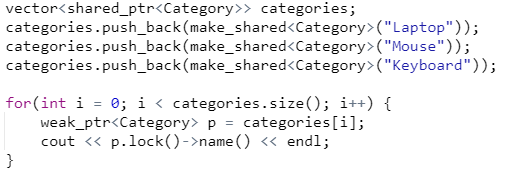 vector<shared_ptr<Category>> categories;
categories.push_back(make_shared<Category>("Laptop"));
categories.push_back(make_shared<Category>("Mouse"));
categories.push_back(make_shared<Category>("Keyboard"));

for(int i = 0; i < categories.size(); i++) {
    weak_ptr<Category> p = categories[i];
    cout << p.lock()->name() << endl;
}